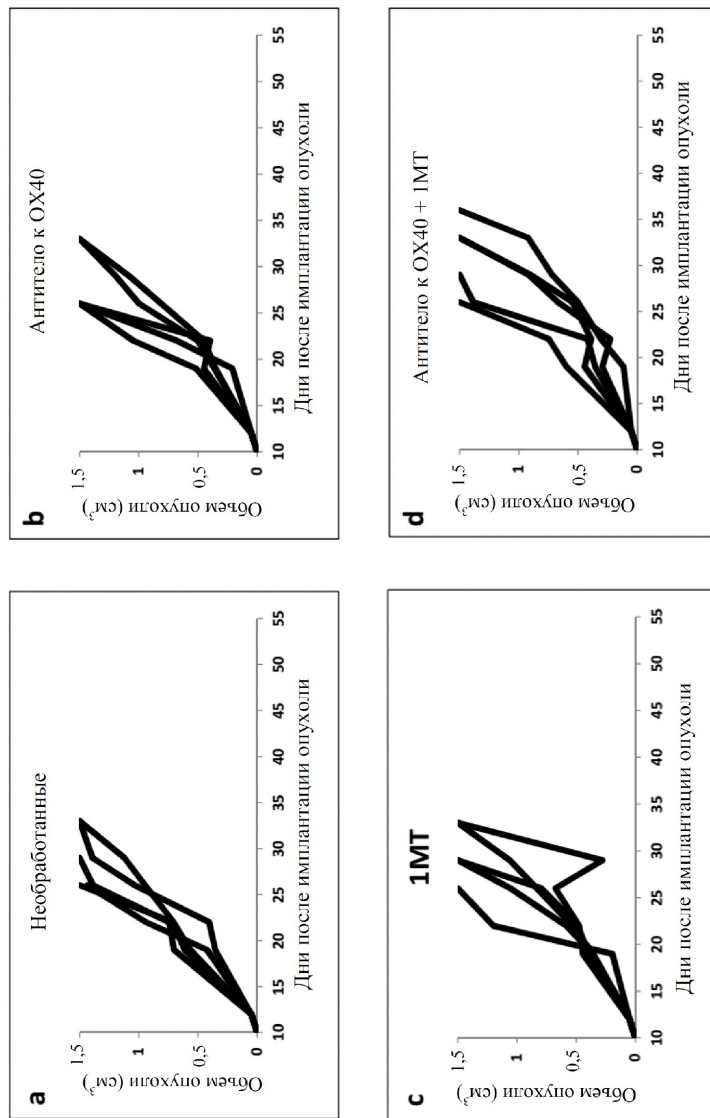 a
Необработанные
Объем опухоли (см³)
1,5
1
0,5
0
10 15 20 25 30 35 40 45 50 55
Дни после имплантации опухоли
b
Антитело к OX40
Объем опухоли (см³)
1,5
1
0,5
0
10 15 20 25 30 35 40 45 50 55
Дни после имплантации опухоли
c
1MT
Объем опухоли (см³)
1,5
1
0,5
0
10 15 20 25 30 35 40 45 50 55
Дни после имплантации опухоли
d
Антитело к OX40 + 1MT
Объем опухоли (см³)
1,5
1
0,5
0
10 15 20 25 30 35 40 45 50 55
Дни после имплантации опухоли